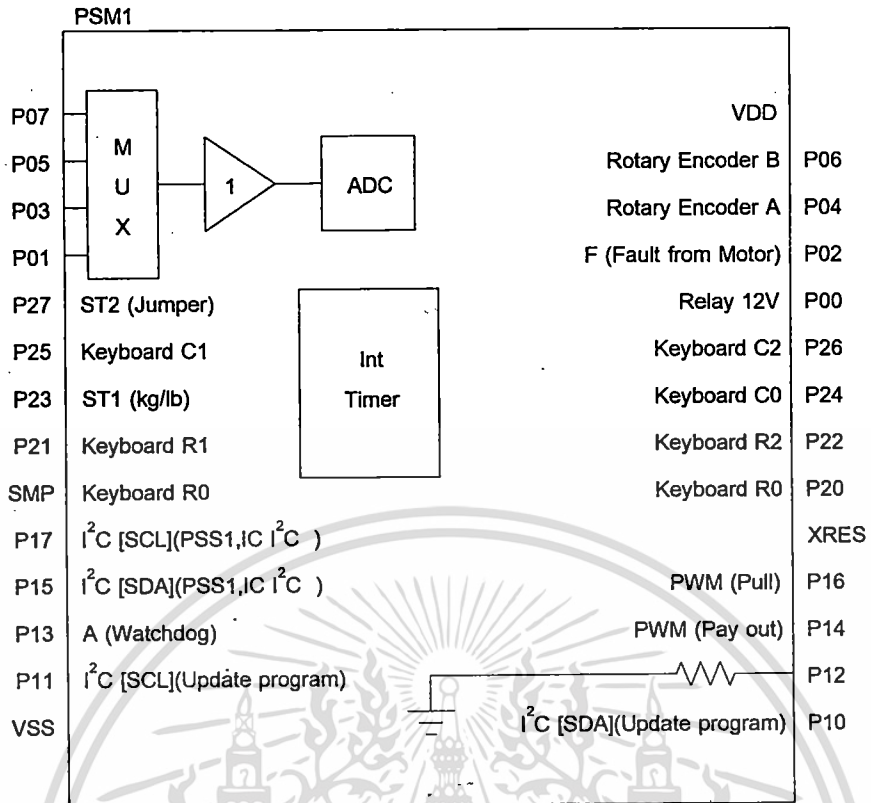 PSM1
P07
P05
P03
P01
M
U
X
1
ADC
VDD
Rotary Encoder B P06
Rotary Encoder A P04
F (Fault from Motor) P02
P27 ST2 (Jumper)
Relay 12V P00
P25 Keyboard C1
Keyboard C2 P26
P23 ST1 (kg/lb)
Keyboard C0 P24
Int
Timer
P21 Keyboard R1
Keyboard R2 P22
SMP Keyboard R0
Keyboard R0 P20
P17 I²C [SCL](PSS1,IC I²C )
XRES
P15 I²C [SDA](PSS1,IC I²C )
PWM (Pull) P16
P13 A (Watchdog)
PWM (Pay out) P14
P11 I²C [SCL](Update program)
P12
VSS
I²C [SDA](Update program) P10